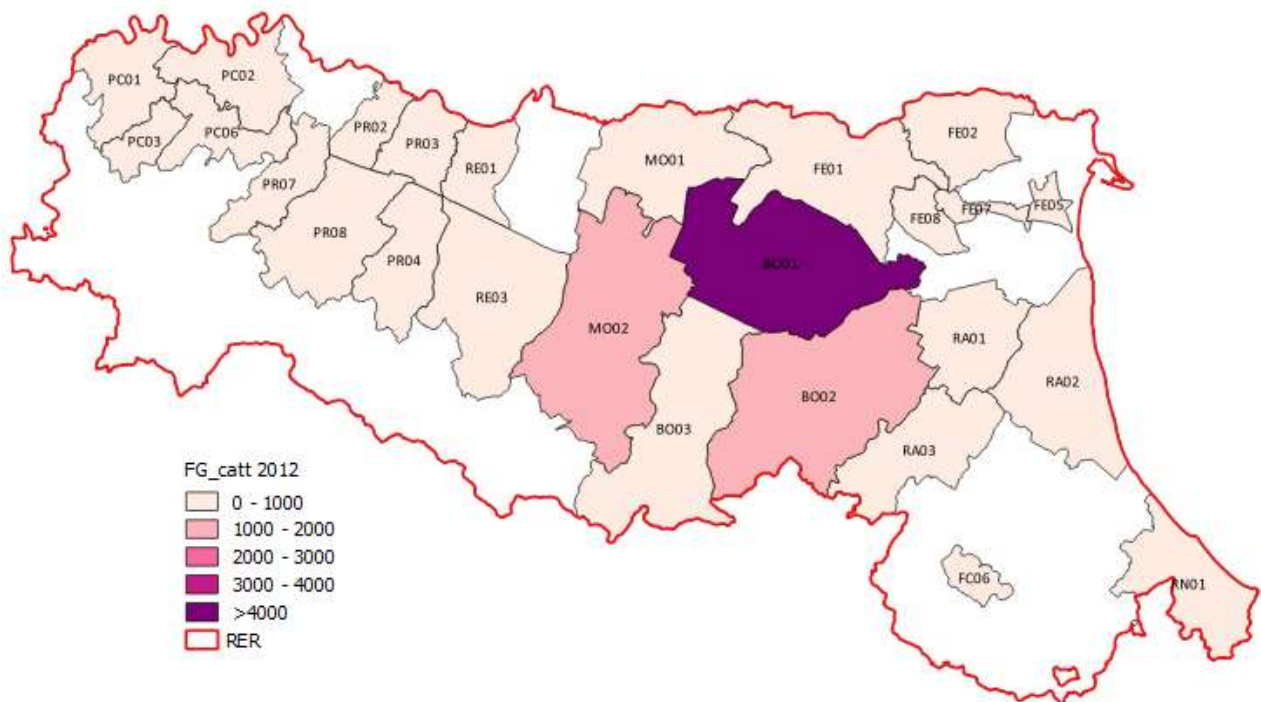 PC01
PC02
PC03
PC06
PR02
PR03
RE01
PR07
PR08
PR04
RE03
MO01
MO02
FE01
FE02
FE08
FE07
FE05
BO01
BO02
BO03
RA01
RA02
RA03
FC06
RN01
FG_catt 2012
0 - 1000
1000 - 2000
2000 - 3000
3000 - 4000
>4000
RER